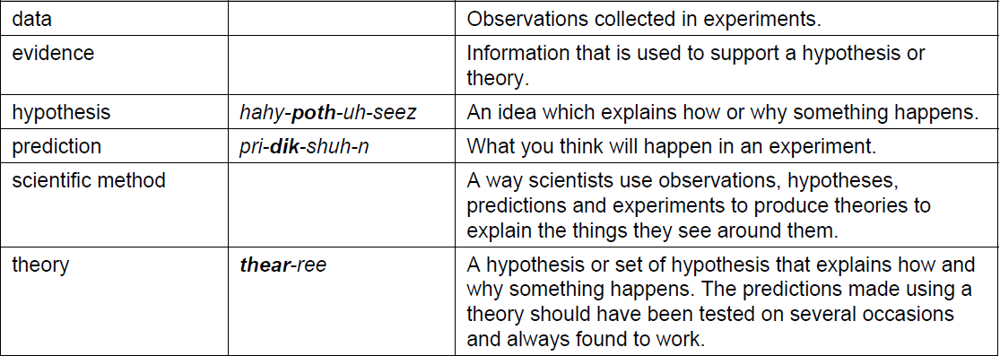 data Observations collected in experiments.
evidence Information that is used to support a hypothesis or
theory.
hypothesis hahy-poth-uh-seez An idea which explains how or why something happens.
prediction pri-dik-shuh-n What you think will happen in an experiment.
scientific method A way scientists use observations, hypotheses,
predictions and experiments to produce theories to
explain the things they see around them.
theory thear-ree A hypothesis or set of hypothesis that explains how and
why something happens. The predictions made using a
theory should have been tested on several occasions
and always found to work.